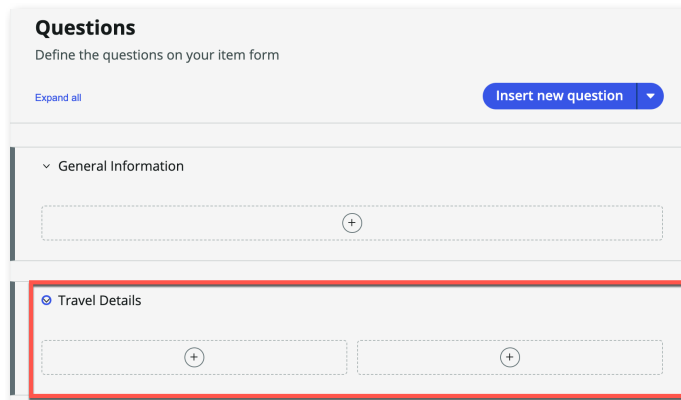 Questions
Define the questions on your item form
Expand all
Insert new question
General Information
Travel Details